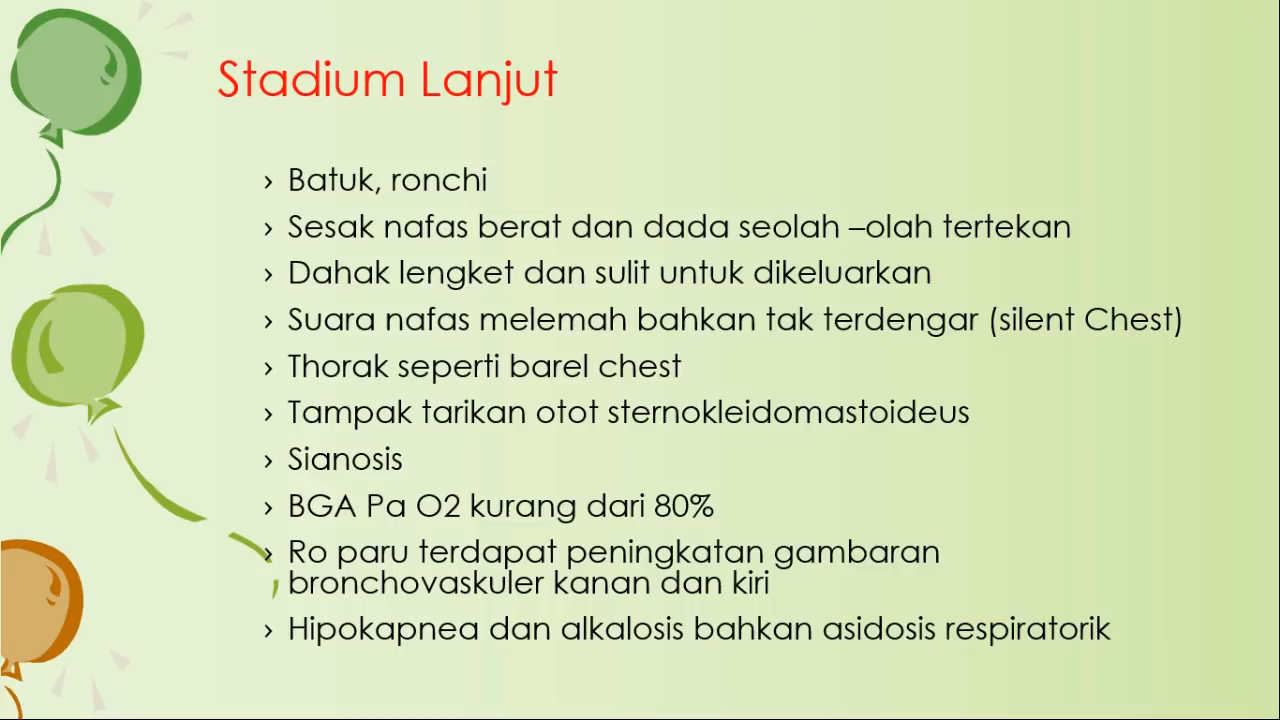 Stadium Lanjut
› Batuk, ronchi
› Sesak nafas berat dan dada seolah –olah tertekan
› Dahak lengket dan sulit untuk dikeluarkan
› Suara nafas melemah bahkan tak terdengar (silent Chest)
› Thorak seperti barel chest
› Tampak tarikan otot sternokleidomastoideus
› Sianosis
› BGA Pa O2 kurang dari 80%
› Ro paru terdapat peningkatan gambaran
bronchovaskuler kanan dan kiri
› Hipokapnea dan alkalosis bahkan asidosis respiratorik